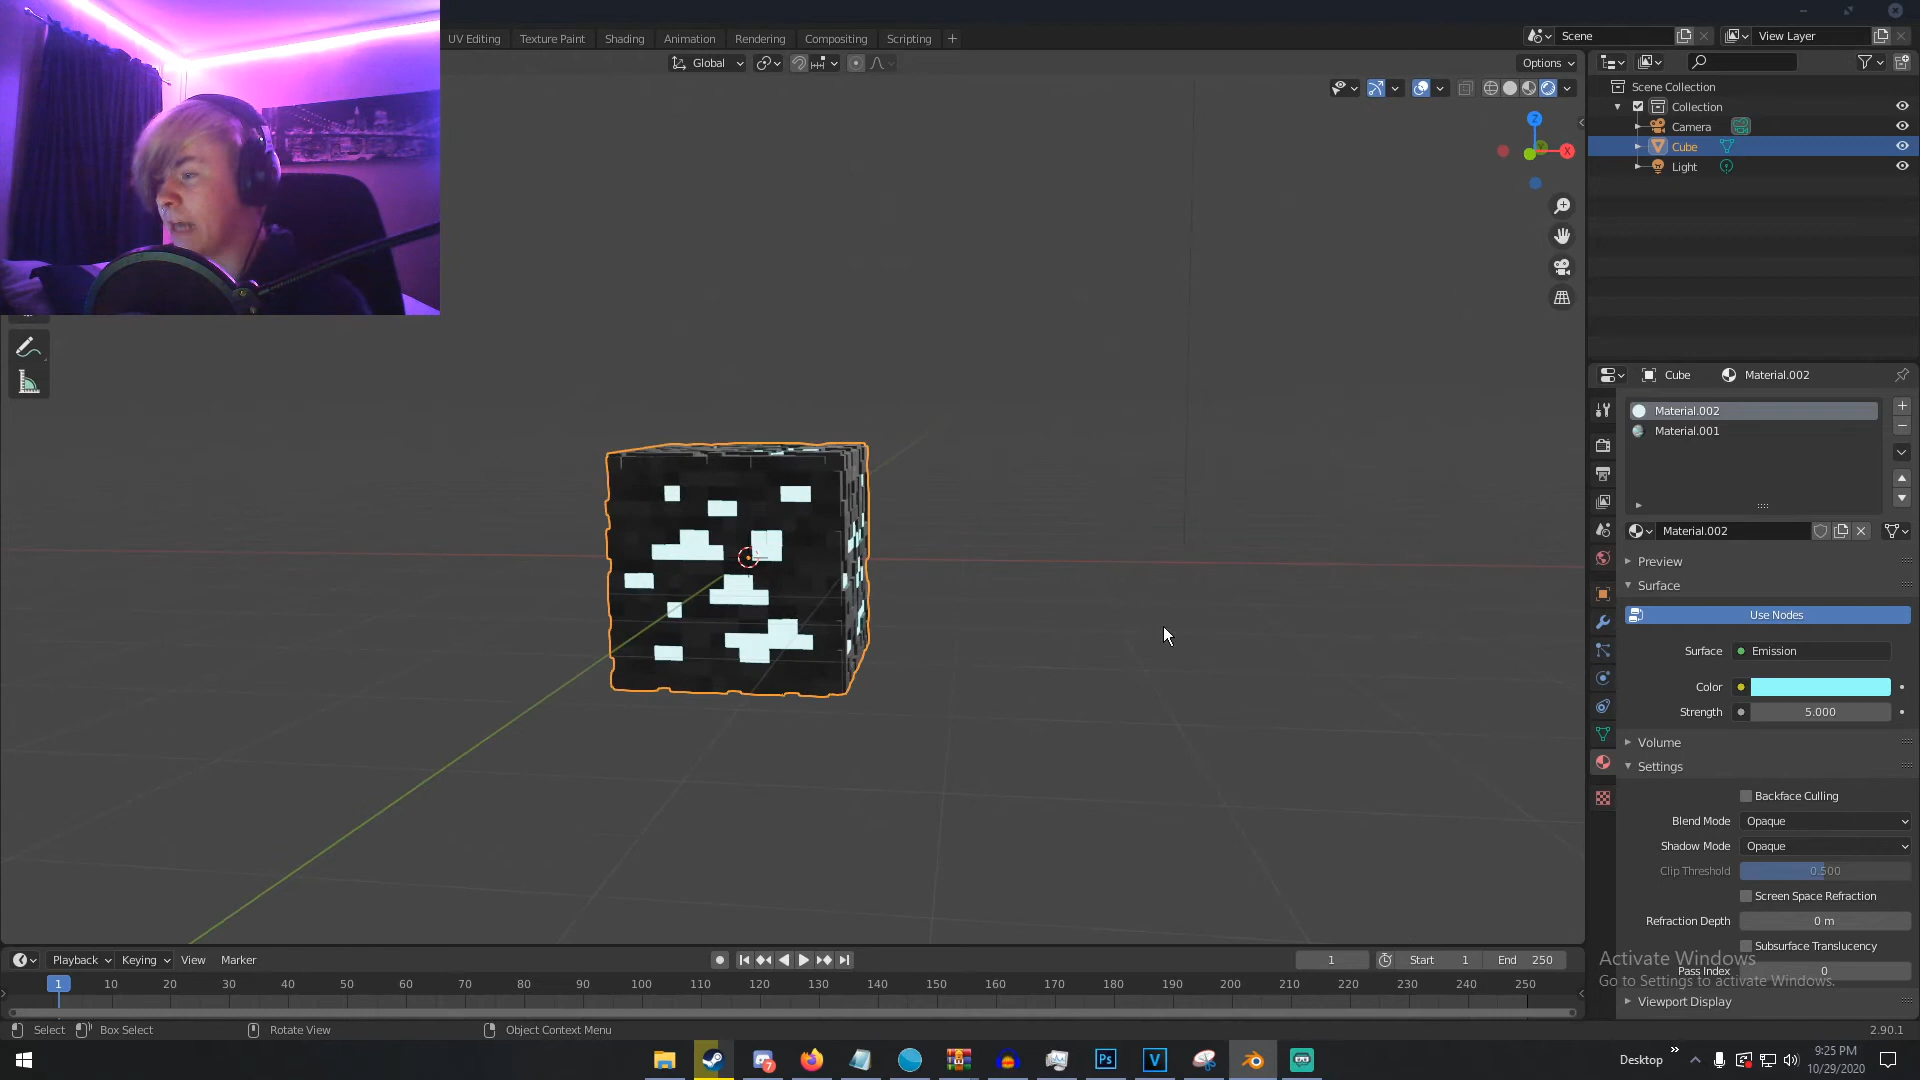 UV Editing Texture Paint Shading Animation Rendering Compositing Scripting
Scene
View Layer
Global
Options
Scene Collection
Collection
Camera
Cube
Light
Z
X
Cube
Material.002
Material.002
Material.001
Material.002
Preview
Surface
Use Nodes
Surface Emission
Color
Strength 5.000
Volume
Settings
Backface Culling
Blend Mode Opaque
Shadow Mode Opaque
Clip Threshold 0.500
Screen Space Refraction
Refraction Depth 0 m
Subsurface Translucency
Pass Index 0
Viewport Display
Activate Windows
Go to Settings to activate Windows.
Playback Keying View Marker
1 Start 1 End 250
1 10 20 30 40 50 60 70 80 90 100 110 120 130 140 150 160 170 180 190 200 210 220 230 240 250
Select Box Select Rotate View Object Context Menu
2.90.1
7
Ps
V
Desktop
9:25 PM
10/29/2020